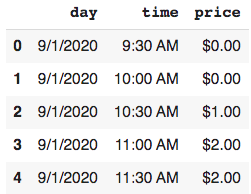 day time price
0 9/1/2020 9:30 AM $0.00
1 9/1/2020 10:00 AM $0.00
2 9/1/2020 10:30 AM $1.00
3 9/1/2020 11:00 AM $2.00
4 9/1/2020 11:30 AM $2.00